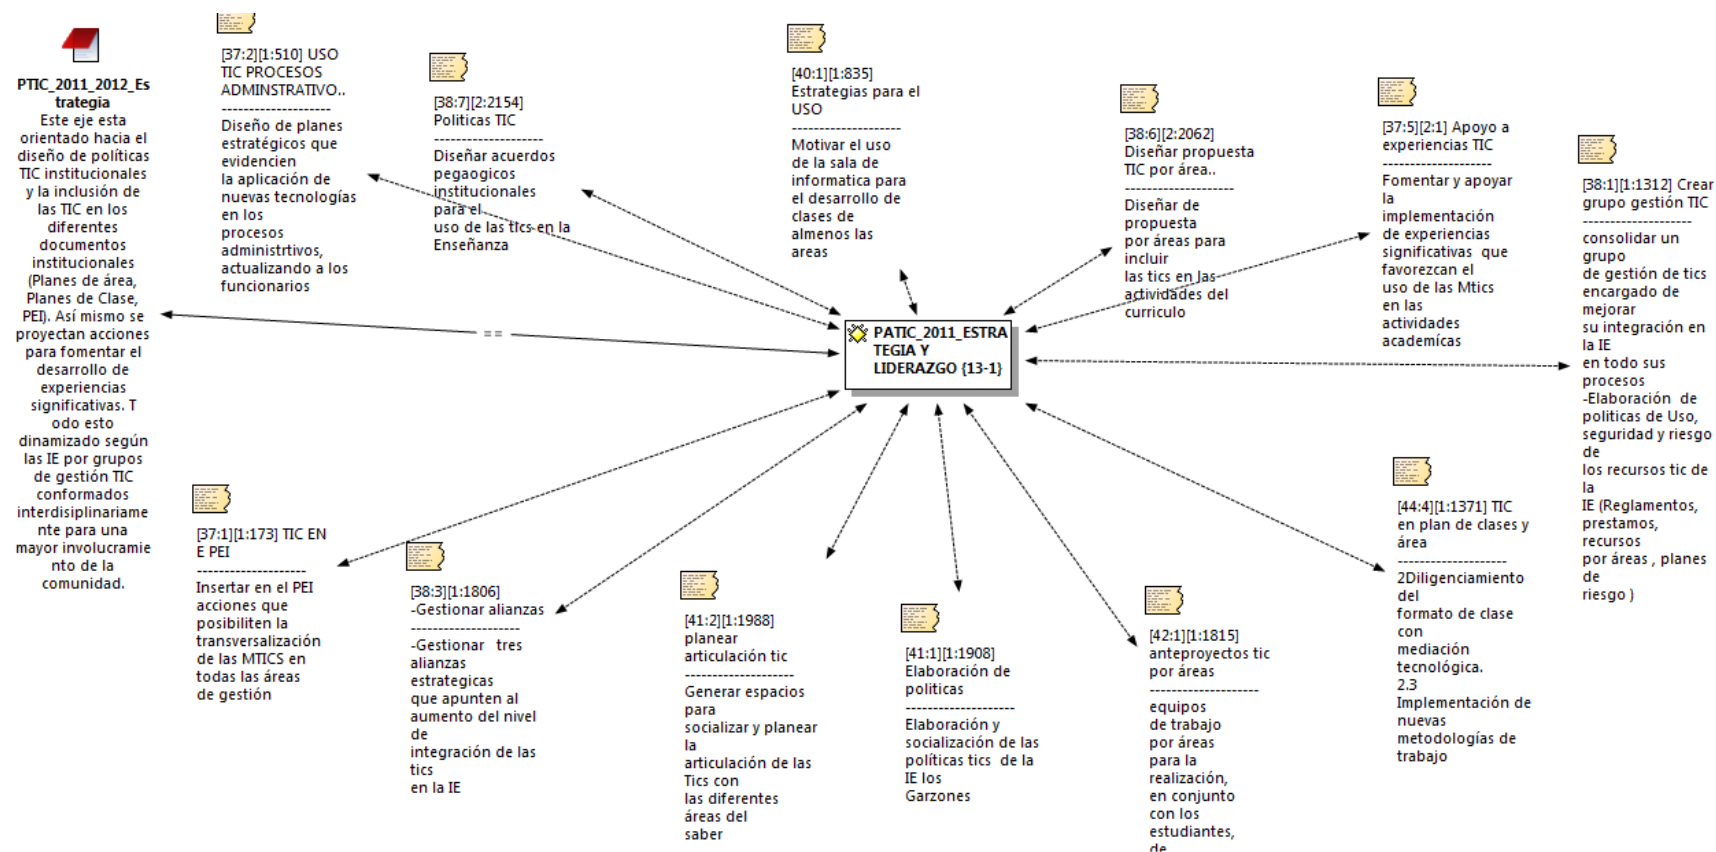 PTIC_2011_2012_Es
trategia
Este eje esta
orientado hacia el
diseño de políticas
TIC institucionales
y la inclusión de
las TIC en los
diferentes
documentos
institucionales
(Planes de área,
Planes de Clase,
PEI). Así mismo se
proyectan acciones
para fomentar el
desarrollo de
experiencias
significativas. T
odo esto
dinamizado según
las IE por grupos
de gestión TIC
conformados
interdisiplinariame
nte para una
mayor involucramie
nto de la
comunidad.
[37:2][1:510] USO
TIC PROCESOS
ADMINSTRATIVO..
--------------------
Diseño de planes
estratégicos que
evidencien
la aplicación de
nuevas tecnologías
en los
procesos
administrtivos,
actualizando a los
funcionarios
[38:7][2:2154]
Politicas TIC
--------------------
Diseñar acuerdos
pegaogicos
institucionales
para el
uso de las tics en la
Enseñanza
[40:1][1:835]
Estrategias para el
USO
--------------------
Motivar el uso
de la sala de
informatica para
el desarrollo de
clases de
almenos las
areas
[38:6][2:2062]
Diseñar propuesta
TIC por área..
--------------------
Diseñar de
propuesta
por áreas para
incluir
las tics en las
actividades del
curriculo
[37:5][2:1] Apoyo a
experiencias TIC
--------------------
Fomentar y apoyar
la
implementación
de experiencias
significativas que
favorezcan el
uso de las Mtics
en las
actividades
academícas
[38:1][1:1312] Crear
grupo gestión TIC
--------------------
consolidar un
grupo
de gestión de tics
encargado de
mejorar
su integración en
la IE
en todo sus
procesos
-Elaboración de
politicas de Uso,
seguridad y riesgo
de
los recursos tic de
la
IE (Reglamentos,
prestamos,
recursos
por áreas , planes
de
riesgo )
==
PATIC_2011_ESTRA
TEGIA Y
LIDERAZGO {13-1}
[37:1][1:173] TIC EN
E PEI
--------------------
Insertar en el PEI
acciones que
posibiliten la
transversalización
de las MTICS en
todas las áreas
de gestión
[38:3][1:1806]
-Gestionar alianzas
--------------------
-Gestionar tres
alianzas
estrategicas
que apunten al
aumento del nivel
de
integración de las
tics
en la IE
[41:2][1:1988]
planear
articulación tic
--------------------
Generar espacios
para
socializar y planear
la
articulación de las
Tics con
las diferentes
áreas del
saber
[41:1][1:1908]
Elaboración de
politicas
--------------------
Elaboración y
socialización de las
políticas tics de la
IE los
Garzones
[42:1][1:1815]
anteproyectos tic
por áreas
--------------------
equipos
de trabajo
por áreas
para la
realización,
en conjunto
con los
estudiantes,
de
[44:4][1:1371] TIC
en plan de clases y
área
--------------------
2Diligenciamiento
del
formato de clase
con
mediación
tecnológica.
2.3
Implementación de
nuevas
metodologías de
trabajo